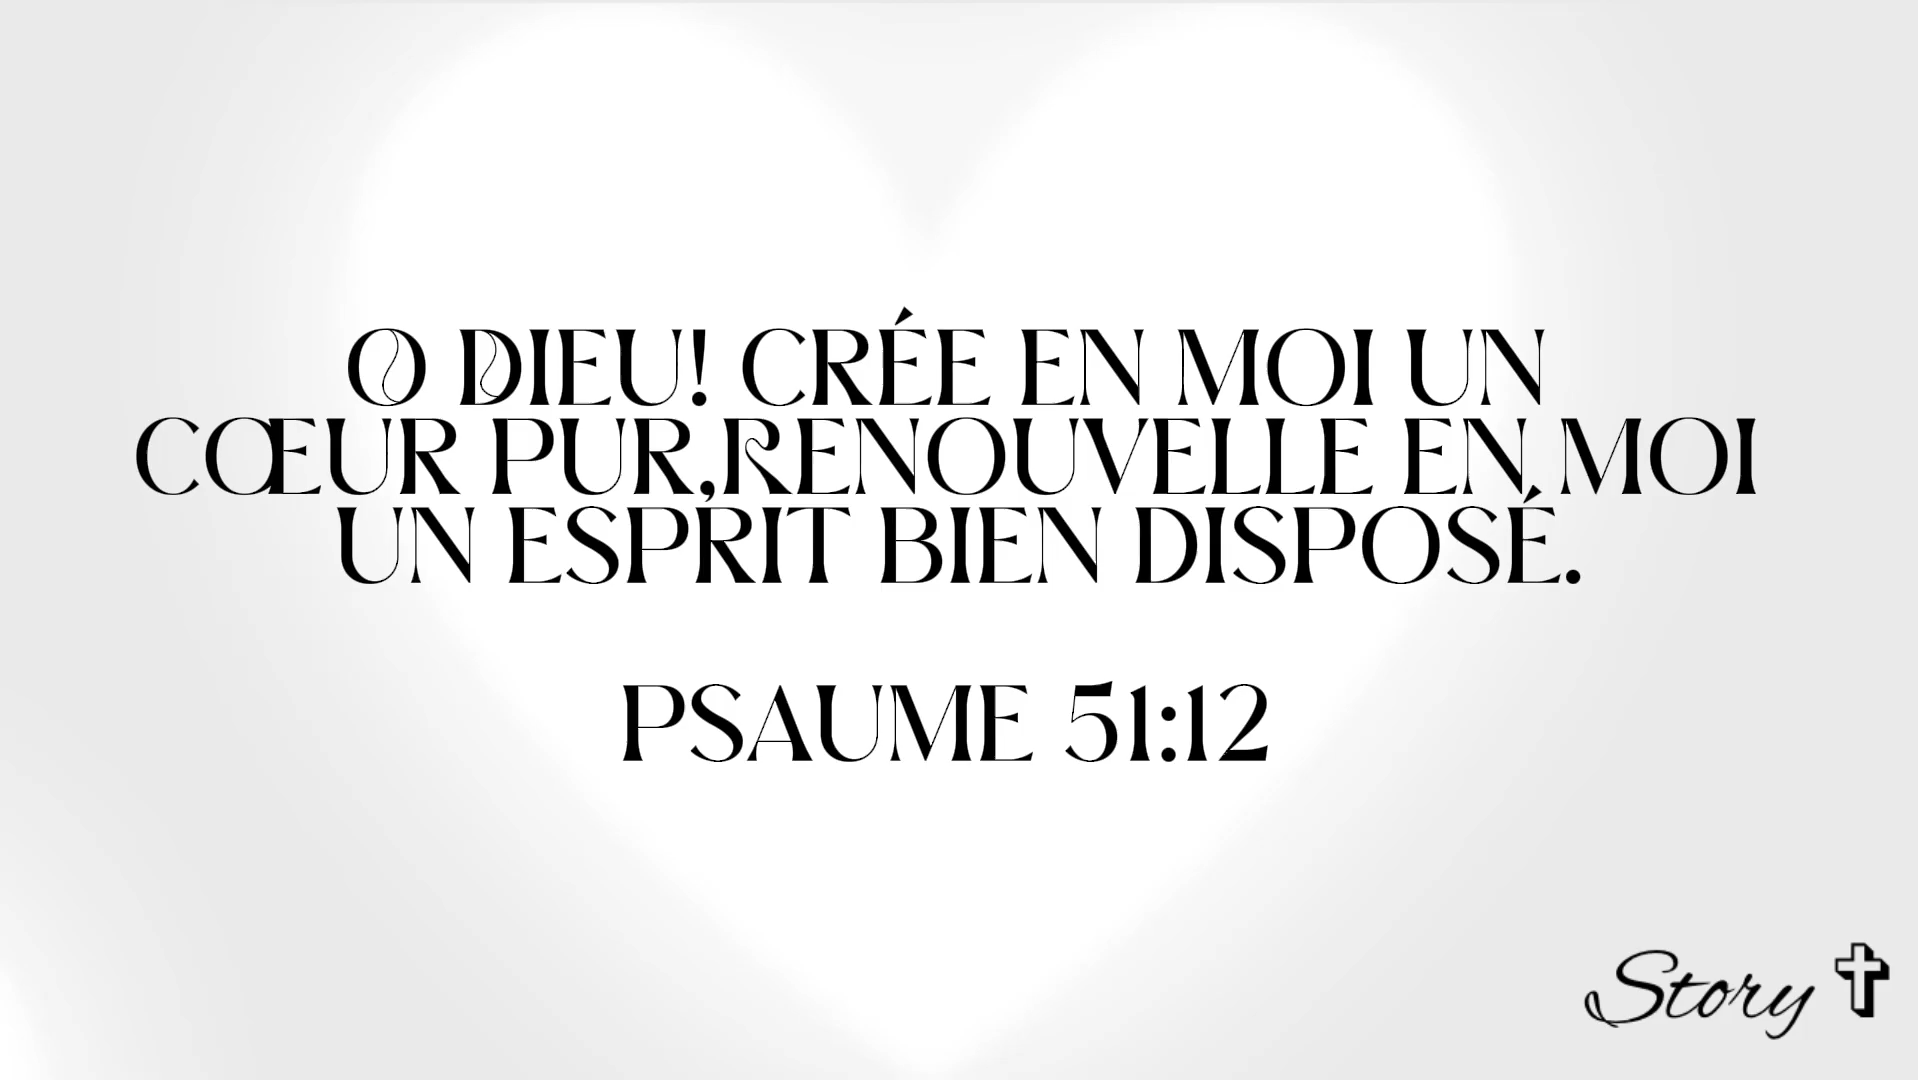 O DIEU! CRÉE EN MOI UN
CŒUR PUR,RENOUVELLE EN MOI
UN ESPRIT BIEN DISPOSÉ.
PSAUME 51:12
Story